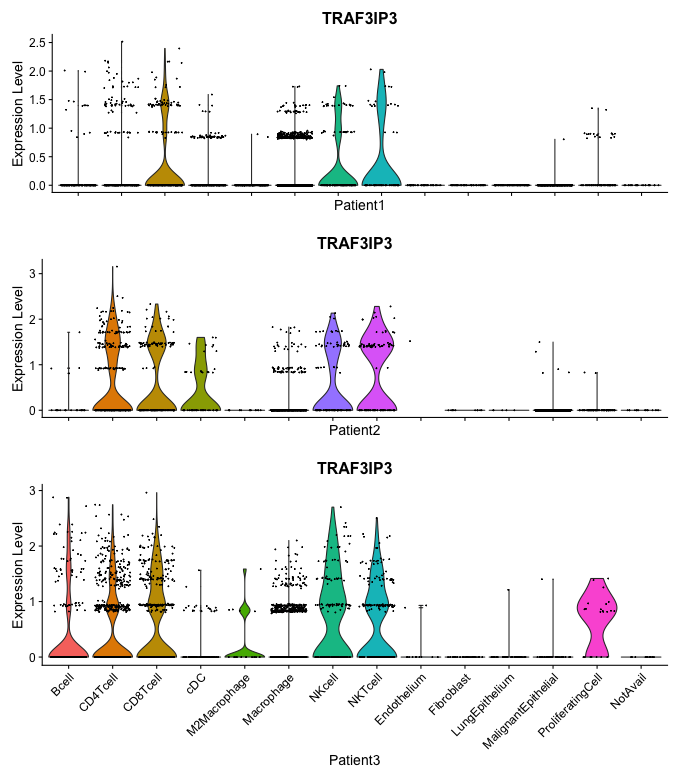 TRAF3IP3
Expression Level
2.5
2.0
1.5
1.0
0.5
0.0
Patient1
TRAF3IP3
Expression Level
3
2
1
0
Patient2
TRAF3IP3
Expression Level
3
2
1
0
Bcell
CD4Tcell
CD8Tcell
cDC
M2Macrophage
Macrophage
NKcell
NKTcell
Endothelium
Fibroblast
LungEpithelium
MalignantEpithelial
ProliferatingCell
NotAvail
Patient3